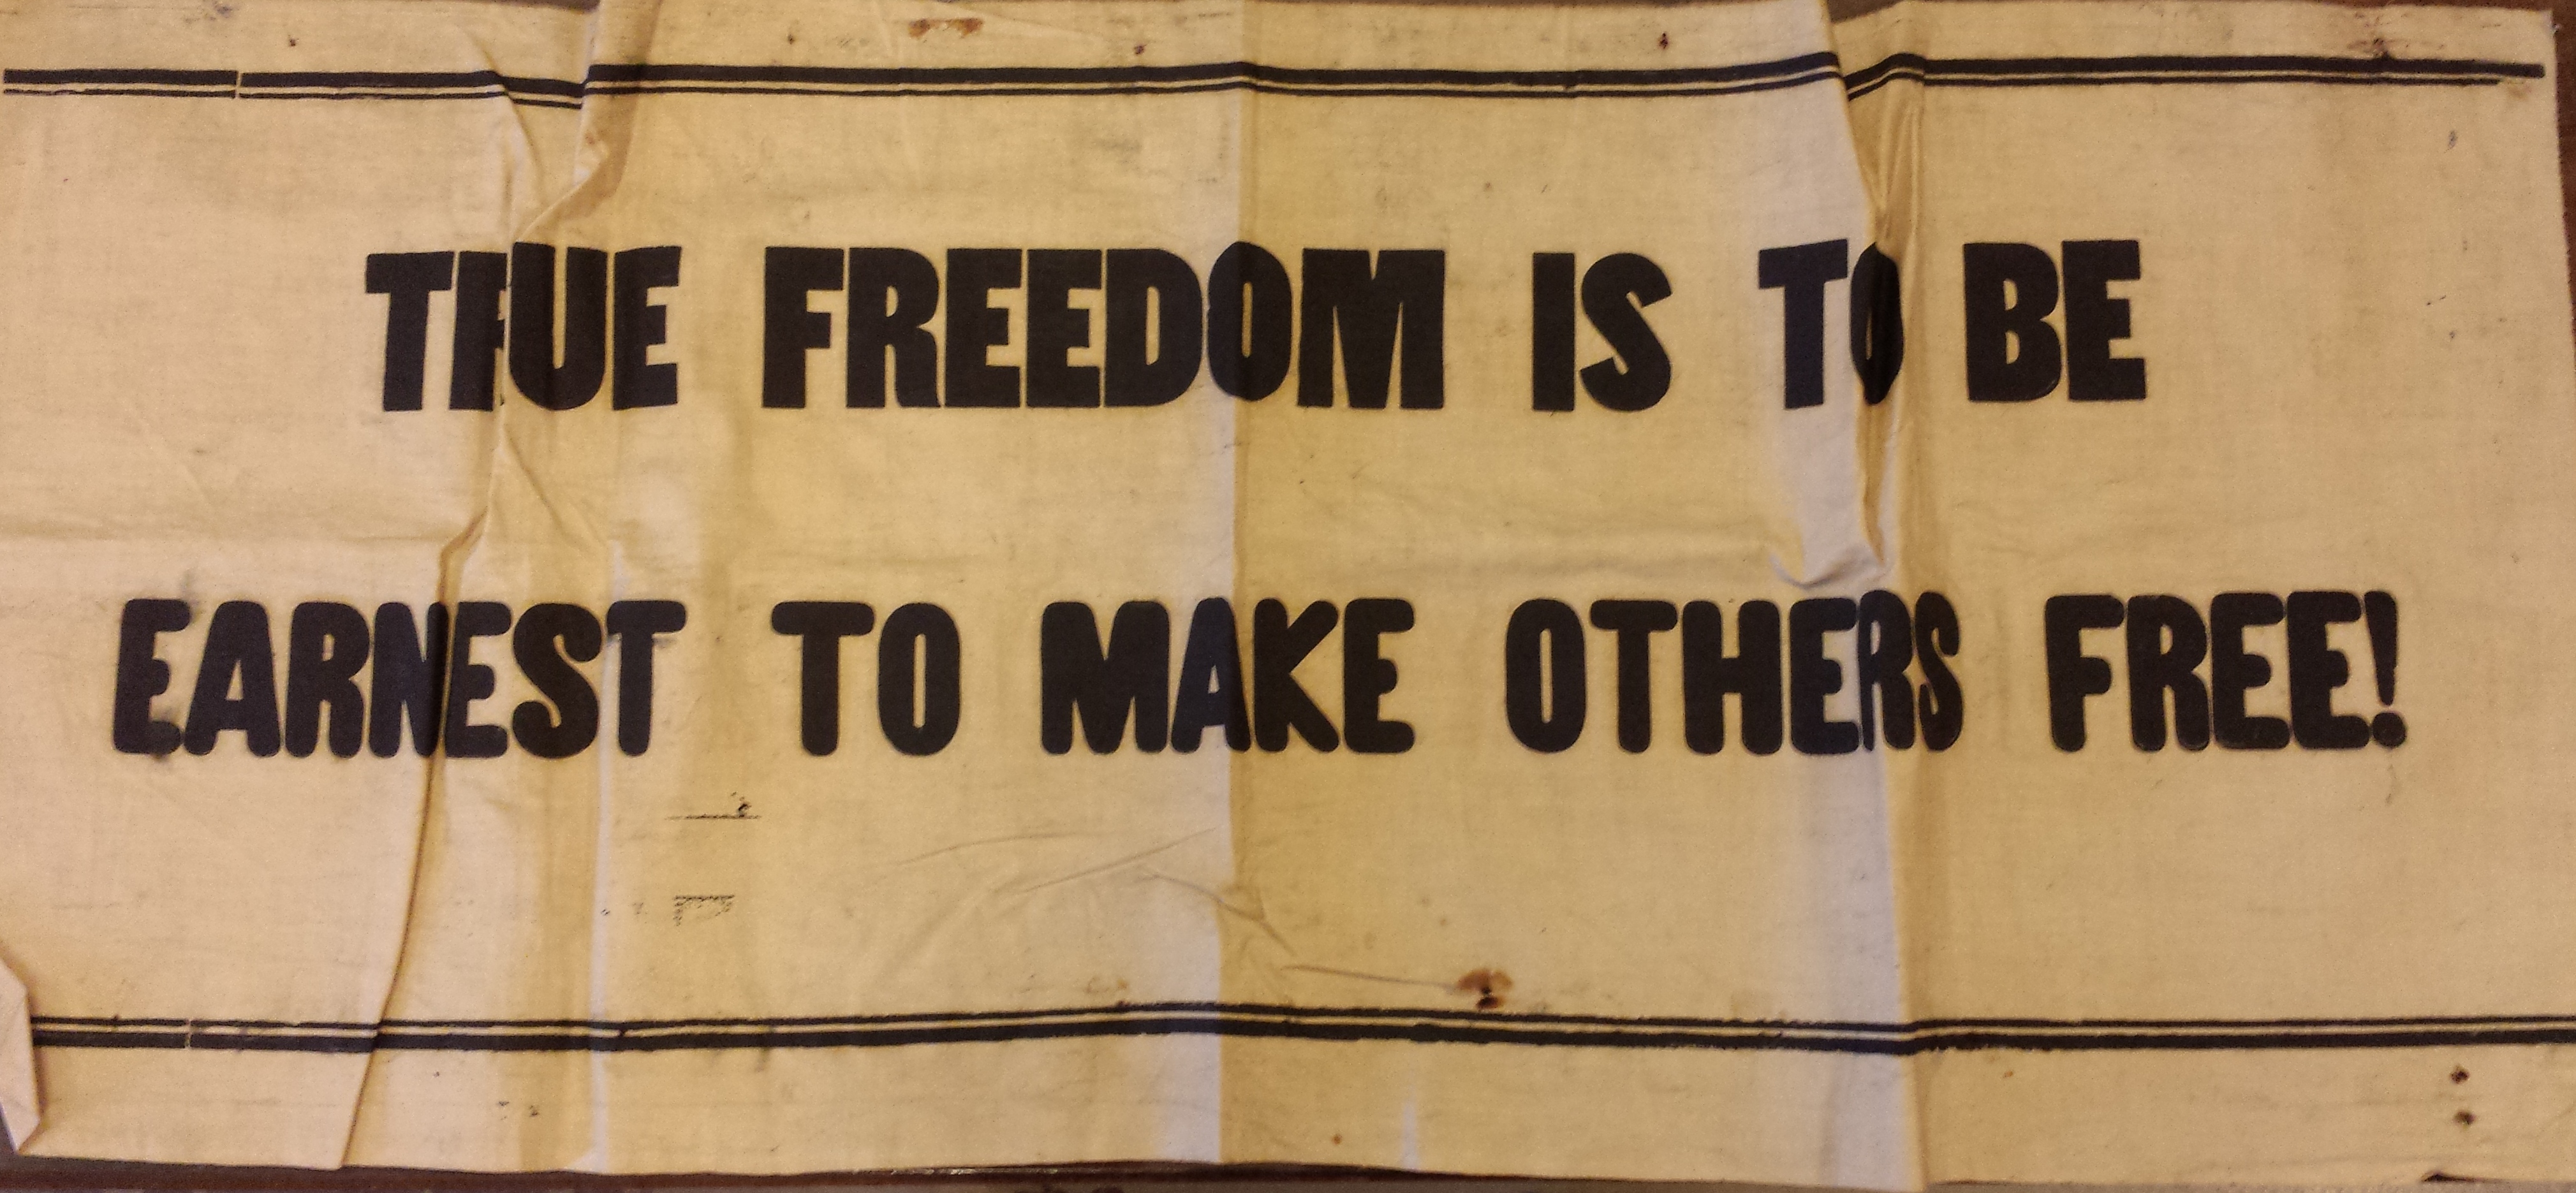 TRUE FREEDOM IS TO BE
EARNEST TO MAKE OTHERS FREE!